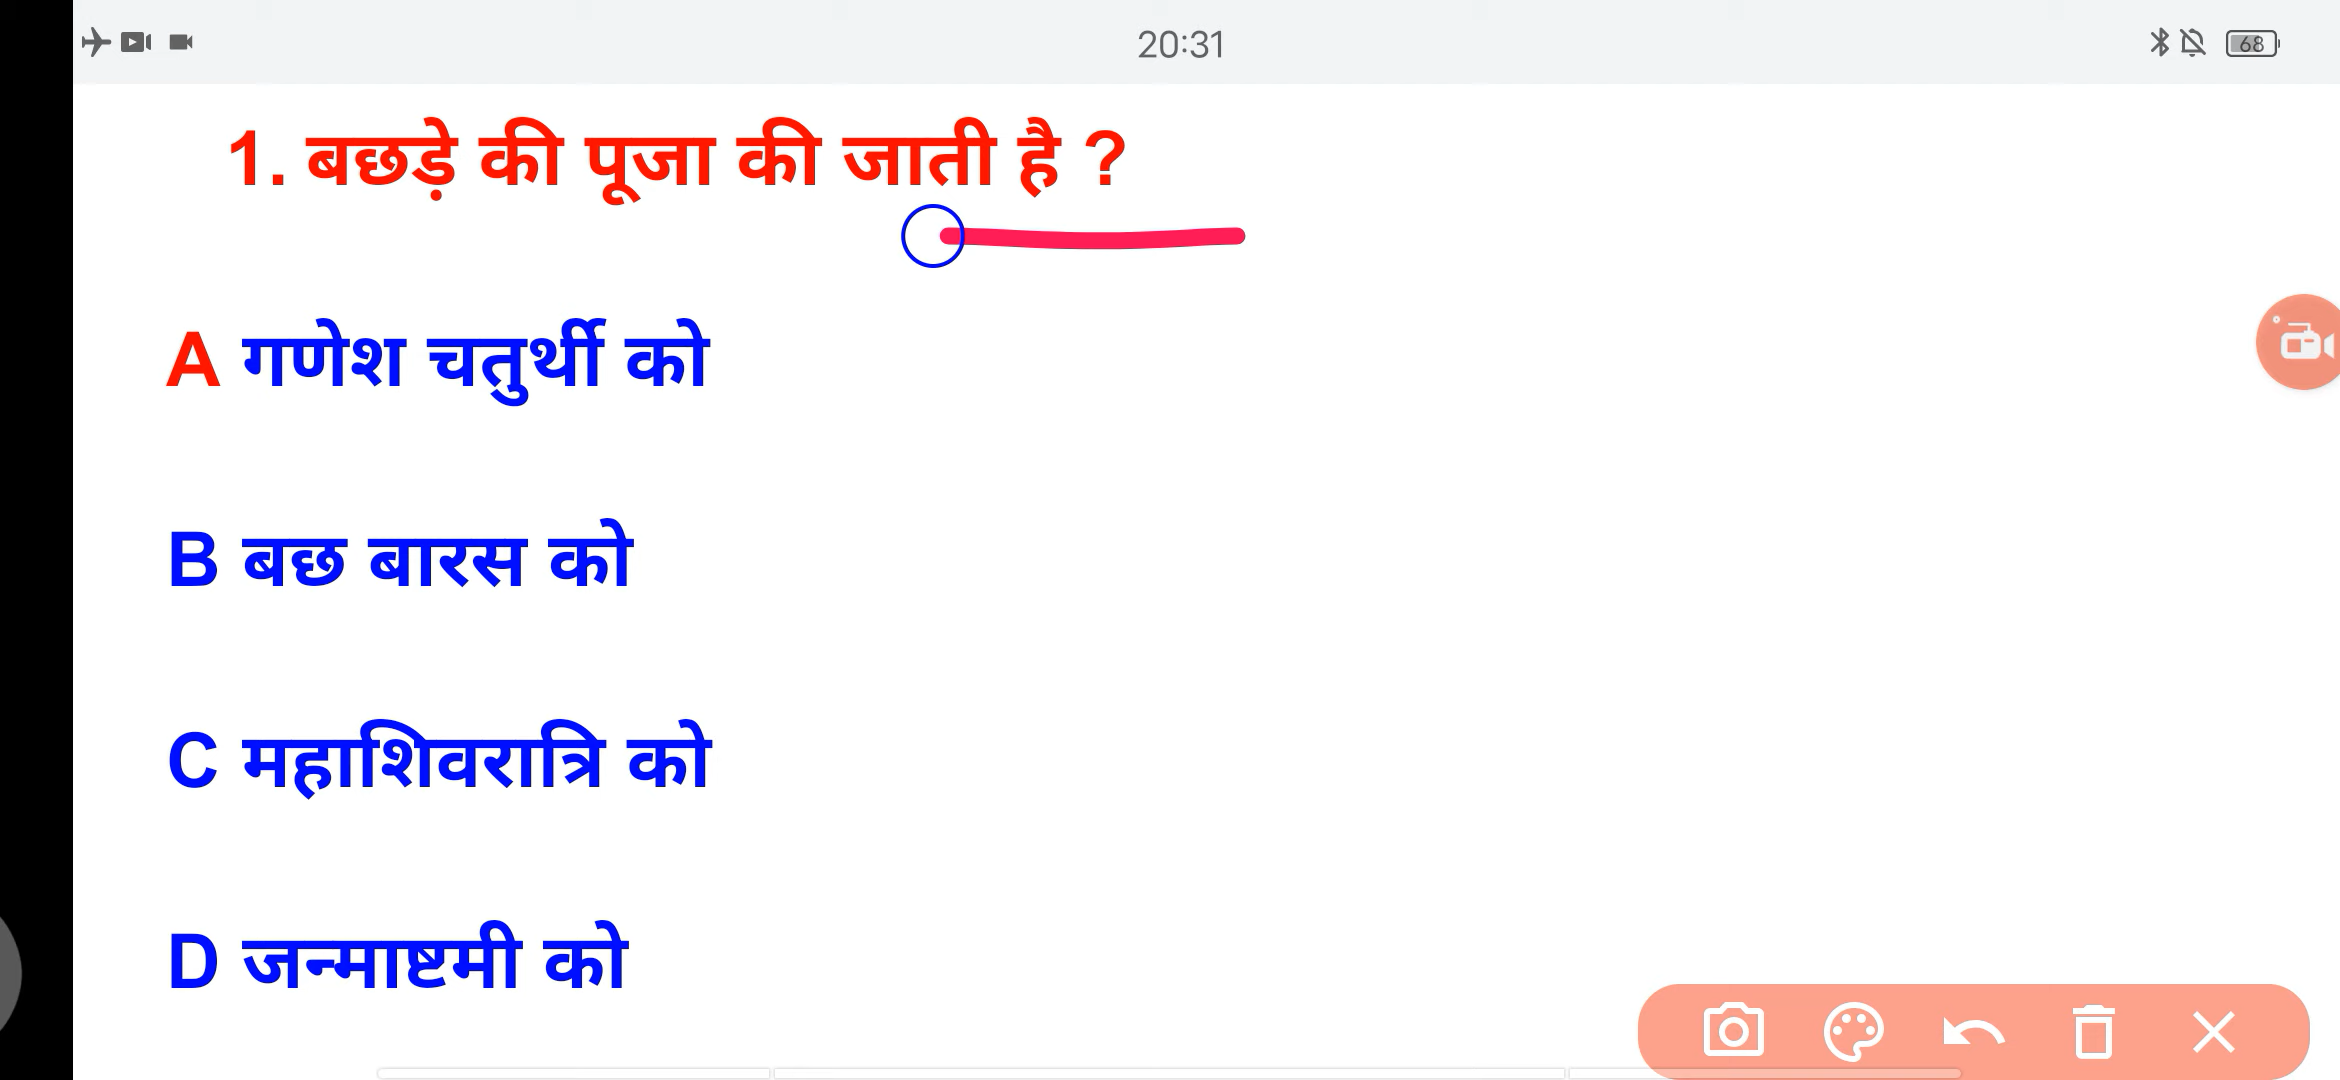 20:31
68
1. बछड़े की पूजा की जाती है ?
A गणेश चतुर्थी को
B बछ बारस को
C महाशिवरात्रि को
D जन्माष्टमी को